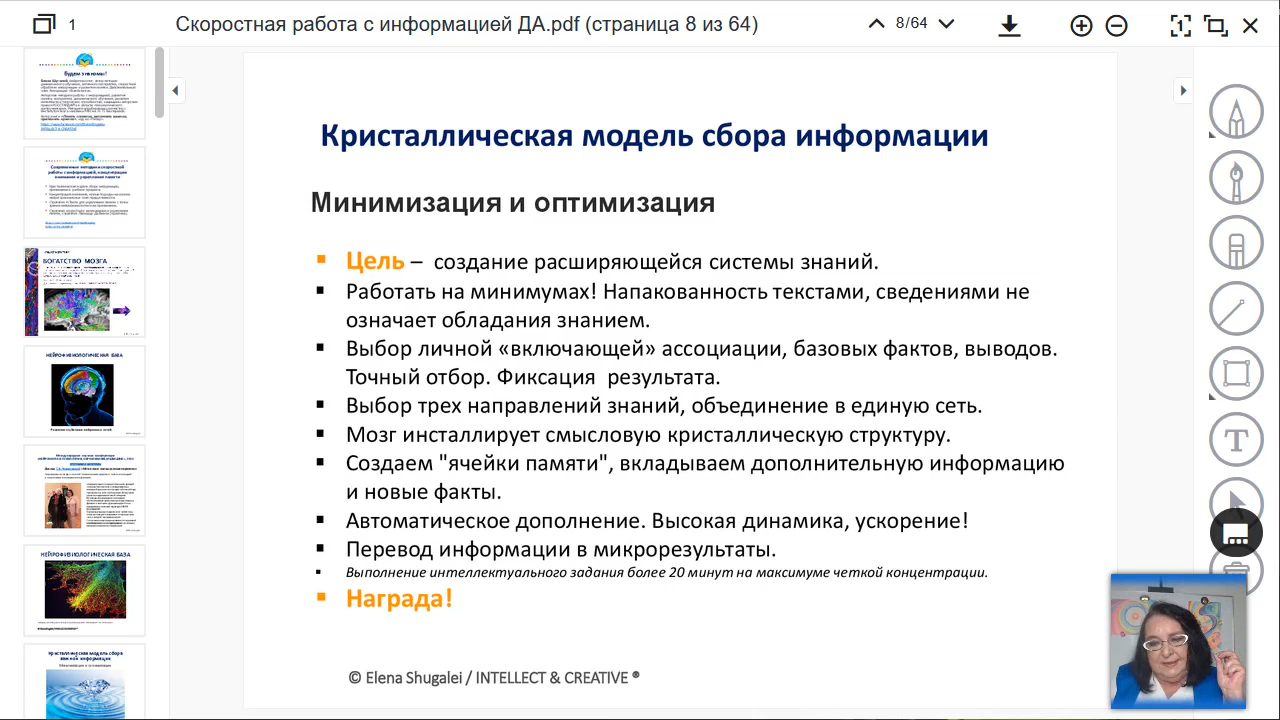 1
Скоростная работа с информацией ДА.pdf (страница 8 из 64)
8/64
Будем знакомы!
БОГАТСТВО МОЗГА
НЕЙРОФИЗИОЛОГИЧЕСКАЯ БАЗА
НЕЙРОФИЗИОЛОГИЧЕСКАЯ БАЗА
Кристаллическая модель сбора
Кристаллическая модель сбора информации
Минимизация и оптимизация
Цель – создание расширяющейся системы знаний.
Работать на минимумах! Напакованность текстами, сведениями не
означает обладания знанием.
Выбор личной «включающей» ассоциации, базовых фактов, выводов.
Точный отбор. Фиксация результата.
Выбор трех направлений знаний, объединение в единую сеть.
Мозг инсталлирует смысловую кристаллическую структуру.
Создаем "ячейки памяти", вкладываем дополнительную информацию
и новые факты.
Автоматическое дополнение. Высокая динамика, ускорение!
Перевод информации в микрорезультаты.
Выполнение интеллектуального задания более 20 минут на максимуме четкой концентрации.
Награда!
© Elena Shugalei / INTELLECT & CREATIVE ®
T